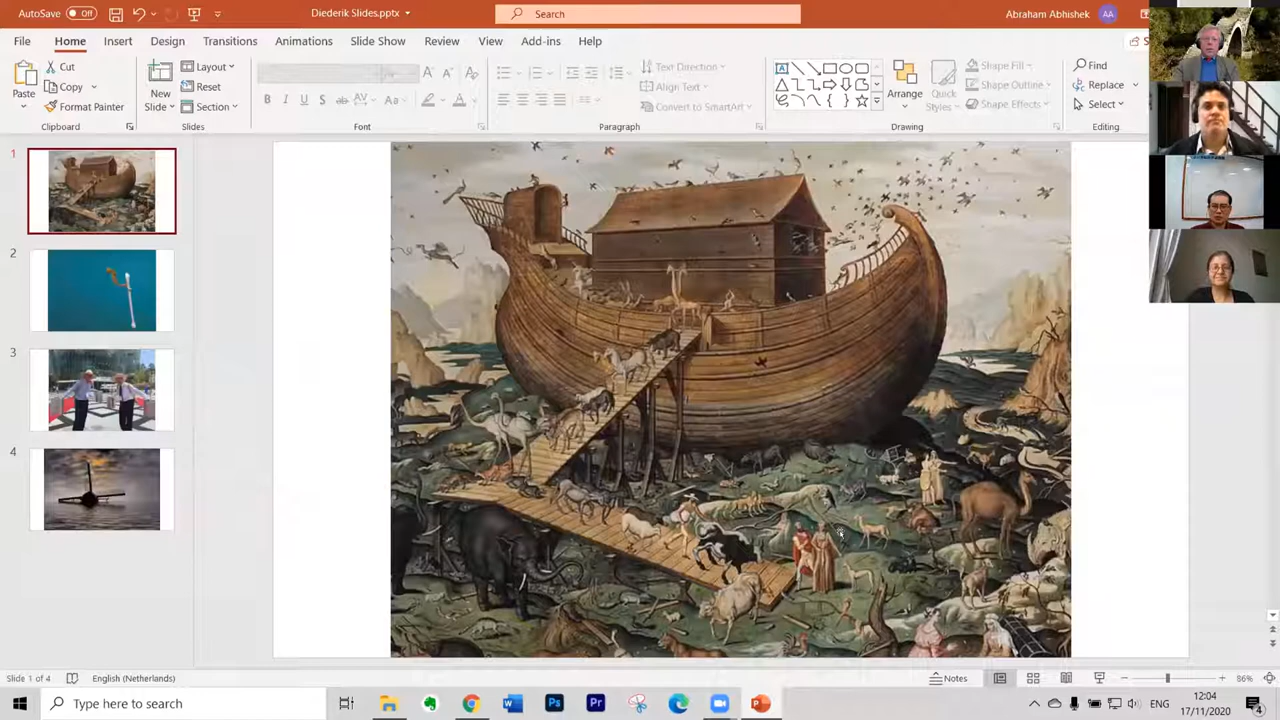 AutoSave Off Diederik Slides.pptx Search Abraham Abhishek AA
File Home Insert Design Transitions Animations Slide Show Review View Add-ins Help
Paste Cut Copy Format Painter
New Slide Layout Reset Section
Text Direction Align Text Convert to SmartArt
Arrange Quick Styles Shape Fill Shape Outline Shape Effects
Find Replace Select
Clipboard Slides Font Paragraph Drawing Editing
1
2
3
4
Slide 1 of 4 English (Netherlands) Notes 86%
Type here to search 12:04
17/11/2020 4